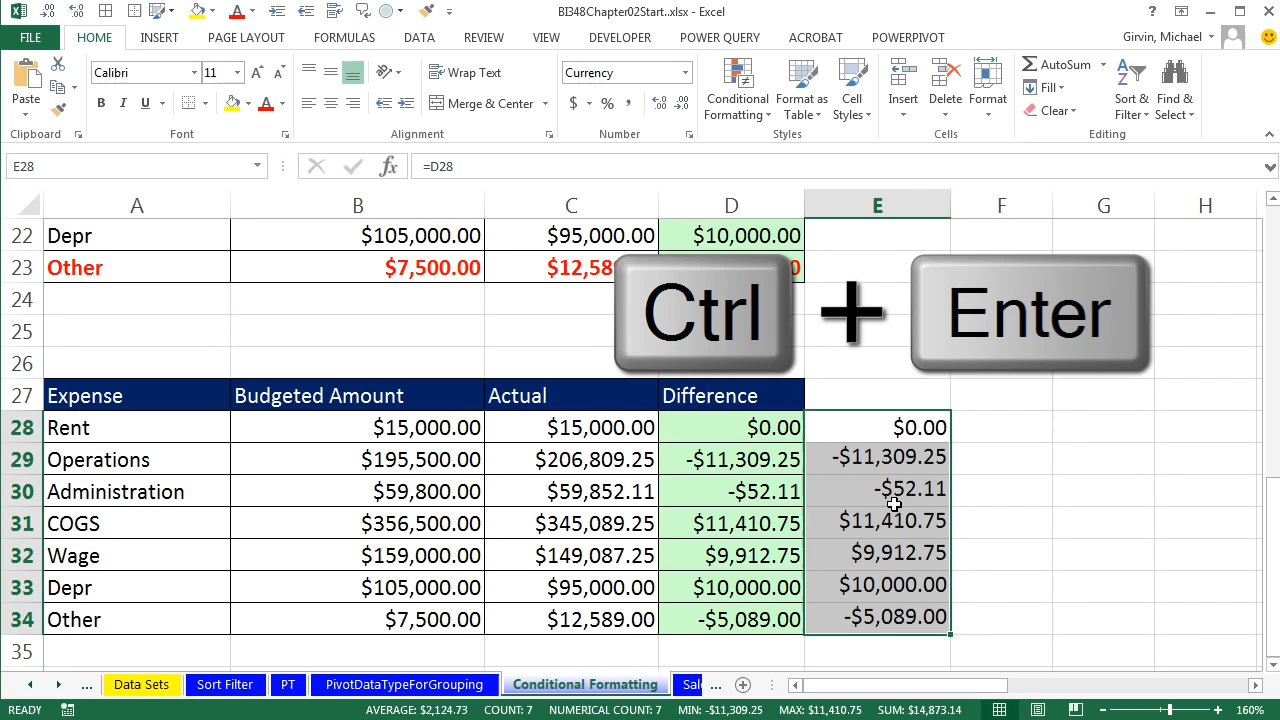 BI348Chapter02Start..xlsx - Excel
FILE HOME INSERT PAGE LAYOUT FORMULAS DATA REVIEW VIEW DEVELOPER POWER QUERY ACROBAT POWERPIVOT Girvin, Michael
Paste
Clipboard
Calibri 11
B I U
Font
Wrap Text
Merge & Center
Alignment
Currency
$ % ,
Number
Conditional Formatting
Format as Table
Cell Styles
Styles
Insert Delete Format
Cells
AutoSum
Fill
Clear
Sort & Filter
Find & Select
Editing
E28 fx =D28
A B C D E F G H
22 Depr $105,000.00 $95,000.00 $10,000.00
23 Other $7,500.00 $12,58 0
Ctrl + Enter
24
25
26
27 Expense Budgeted Amount Actual Difference
28 Rent $15,000.00 $15,000.00 $0.00 $0.00
29 Operations $195,500.00 $206,809.25 -$11,309.25 -$11,309.25
30 Administration $59,800.00 $59,852.11 -$52.11 -$52.11
31 COGS $356,500.00 $345,089.25 $11,410.75 $11,410.75
32 Wage $159,000.00 $149,087.25 $9,912.75 $9,912.75
33 Depr $105,000.00 $95,000.00 $10,000.00 $10,000.00
34 Other $7,500.00 $12,589.00 -$5,089.00 -$5,089.00
35
... Data Sets Sort Filter PT PivotDataTypeForGrouping Conditional Formatting Sal ...
READY AVERAGE: $2,124.73 COUNT: 7 NUMERICAL COUNT: 7 MIN: -$11,309.25 MAX: $11,410.75 SUM: $14,873.14 160%